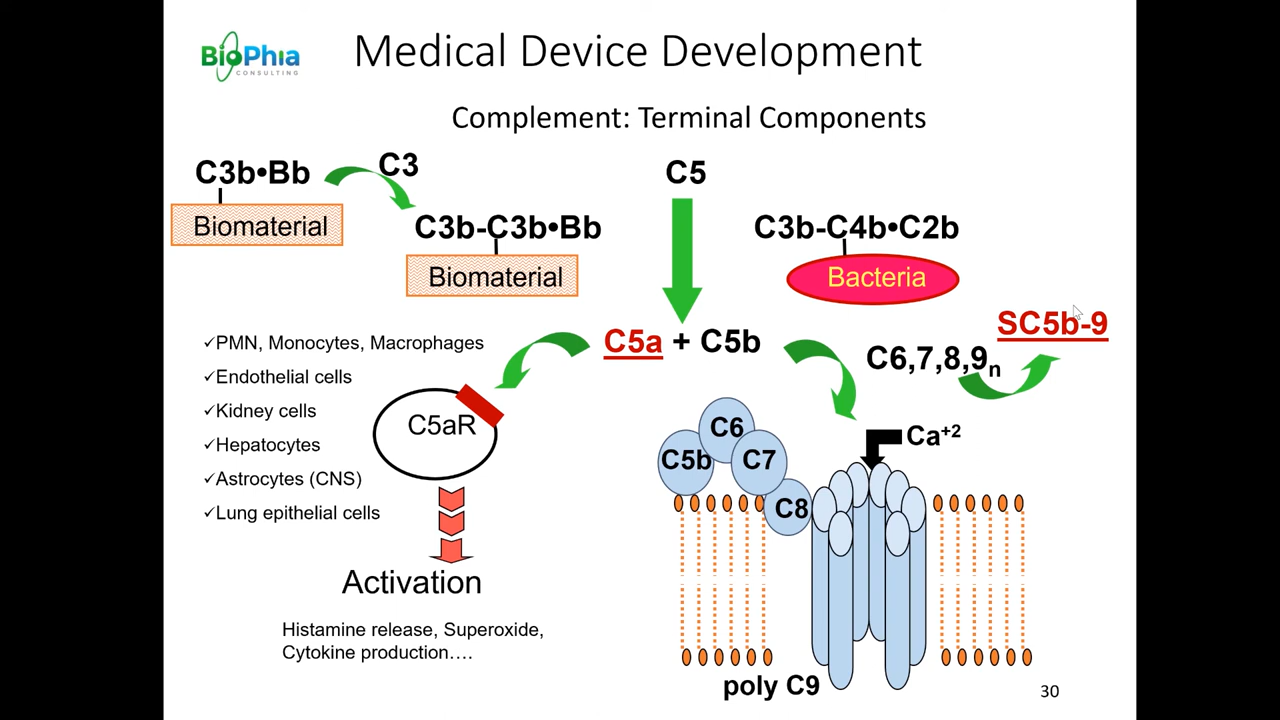 BioPhia
CONSULTING
Medical Device Development
Complement: Terminal Components
C3b•Bb
C3
Biomaterial
C3b-C3b•Bb
Biomaterial
C5
C3b-C4b•C2b
Bacteria
C5a + C5b
SC5b-9
C6,7,8,9n
✓PMN, Monocytes, Macrophages
✓Endothelial cells
✓Kidney cells
✓Hepatocytes
✓Astrocytes (CNS)
✓Lung epithelial cells
C5aR
Activation
Histamine release, Superoxide,
Cytokine production....
Ca+2
C6
C5b
C7
C8
poly C9
30